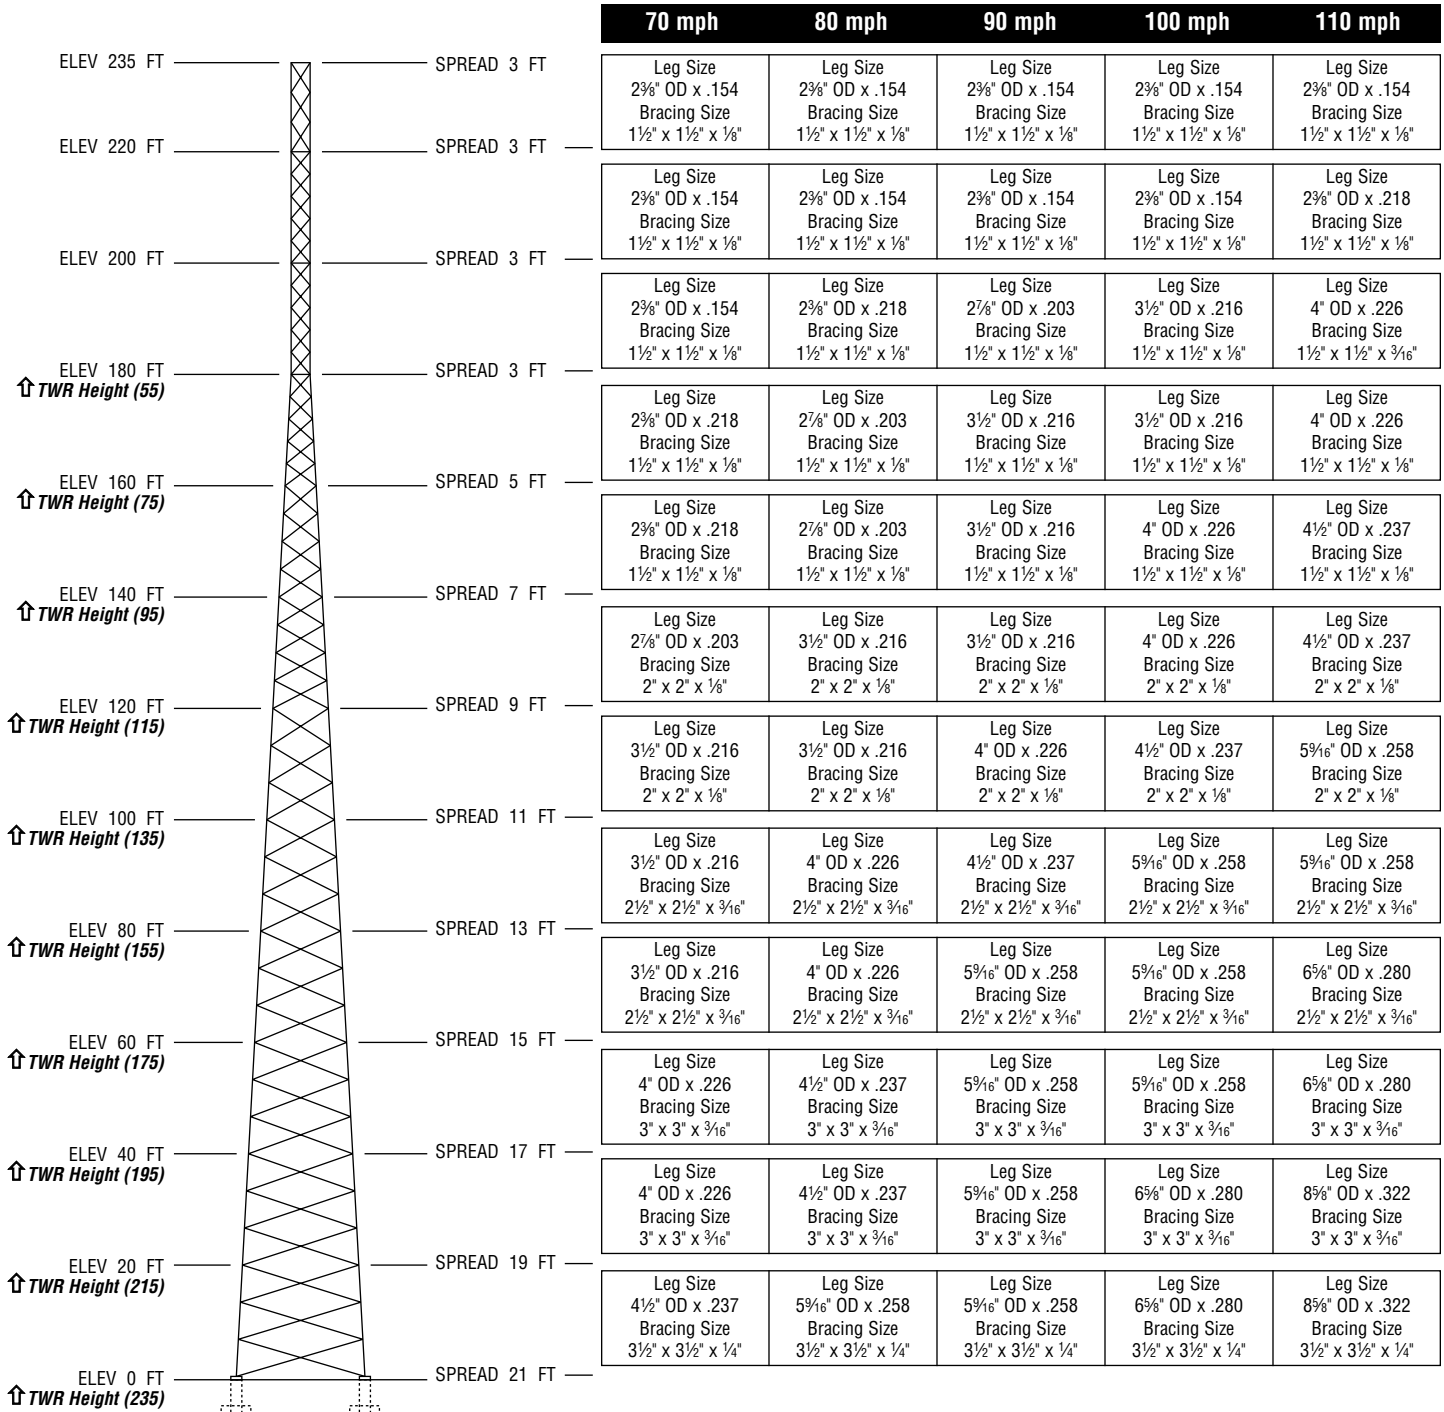 70 mph 80 mph 90 mph 100 mph 110 mph
ELEV 235 FT SPREAD 3 FT
Leg Size Leg Size Leg Size Leg Size Leg Size
2⅜" OD x .154 2⅜" OD x .154 2⅜" OD x .154 2⅜" OD x .154 2⅜" OD x .154
Bracing Size Bracing Size Bracing Size Bracing Size Bracing Size
1½" x 1½" x ⅛" 1½" x 1½" x ⅛" 1½" x 1½" x ⅛" 1½" x 1½" x ⅛" 1½" x 1½" x ⅛"
ELEV 220 FT SPREAD 3 FT
Leg Size Leg Size Leg Size Leg Size Leg Size
2⅜" OD x .154 2⅜" OD x .154 2⅜" OD x .154 2⅜" OD x .154 2⅜" OD x .218
Bracing Size Bracing Size Bracing Size Bracing Size Bracing Size
1½" x 1½" x ⅛" 1½" x 1½" x ⅛" 1½" x 1½" x ⅛" 1½" x 1½" x ⅛" 1½" x 1½" x ⅛"
ELEV 200 FT SPREAD 3 FT
Leg Size Leg Size Leg Size Leg Size Leg Size
2⅜" OD x .154 2⅜" OD x .218 2⅞" OD x .203 3½" OD x .216 4" OD x .226
Bracing Size Bracing Size Bracing Size Bracing Size Bracing Size
1½" x 1½" x ⅛" 1½" x 1½" x ⅛" 1½" x 1½" x ⅛" 1½" x 1½" x ⅛" 1½" x 1½" x 3⁄16"
ELEV 180 FT SPREAD 3 FT
⇧ TWR Height (55)
Leg Size Leg Size Leg Size Leg Size Leg Size
2⅜" OD x .218 2⅞" OD x .203 3½" OD x .216 3½" OD x .216 4" OD x .226
Bracing Size Bracing Size Bracing Size Bracing Size Bracing Size
1½" x 1½" x ⅛" 1½" x 1½" x ⅛" 1½" x 1½" x ⅛" 1½" x 1½" x ⅛" 1½" x 1½" x ⅛"
ELEV 160 FT SPREAD 5 FT
⇧ TWR Height (75)
Leg Size Leg Size Leg Size Leg Size Leg Size
2⅜" OD x .218 2⅞" OD x .203 3½" OD x .216 4" OD x .226 4½" OD x .237
Bracing Size Bracing Size Bracing Size Bracing Size Bracing Size
1½" x 1½" x ⅛" 1½" x 1½" x ⅛" 1½" x 1½" x ⅛" 1½" x 1½" x ⅛" 1½" x 1½" x ⅛"
ELEV 140 FT SPREAD 7 FT
⇧ TWR Height (95)
Leg Size Leg Size Leg Size Leg Size Leg Size
2⅞" OD x .203 3½" OD x .216 3½" OD x .216 4" OD x .226 4½" OD x .237
Bracing Size Bracing Size Bracing Size Bracing Size Bracing Size
2" x 2" x ⅛" 2" x 2" x ⅛" 2" x 2" x ⅛" 2" x 2" x ⅛" 2" x 2" x ⅛"
ELEV 120 FT SPREAD 9 FT
⇧ TWR Height (115)
Leg Size Leg Size Leg Size Leg Size Leg Size
3½" OD x .216 3½" OD x .216 4" OD x .226 4½" OD x .237 59⁄16" OD x .258
Bracing Size Bracing Size Bracing Size Bracing Size Bracing Size
2" x 2" x ⅛" 2" x 2" x ⅛" 2" x 2" x ⅛" 2" x 2" x ⅛" 2" x 2" x ⅛"
ELEV 100 FT SPREAD 11 FT
⇧ TWR Height (135)
Leg Size Leg Size Leg Size Leg Size Leg Size
3½" OD x .216 4" OD x .226 4½" OD x .237 59⁄16" OD x .258 59⁄16" OD x .258
Bracing Size Bracing Size Bracing Size Bracing Size Bracing Size
2½" x 2½" x 3⁄16" 2½" x 2½" x 3⁄16" 2½" x 2½" x 3⁄16" 2½" x 2½" x 3⁄16" 2½" x 2½" x 3⁄16"
ELEV 80 FT SPREAD 13 FT
⇧ TWR Height (155)
Leg Size Leg Size Leg Size Leg Size Leg Size
3½" OD x .216 4" OD x .226 59⁄16" OD x .258 59⁄16" OD x .258 6⅝" OD x .280
Bracing Size Bracing Size Bracing Size Bracing Size Bracing Size
2½" x 2½" x 3⁄16" 2½" x 2½" x 3⁄16" 2½" x 2½" x 3⁄16" 2½" x 2½" x 3⁄16" 2½" x 2½" x 3⁄16"
ELEV 60 FT SPREAD 15 FT
⇧ TWR Height (175)
Leg Size Leg Size Leg Size Leg Size Leg Size
4" OD x .226 4½" OD x .237 59⁄16" OD x .258 59⁄16" OD x .258 6⅝" OD x .280
Bracing Size Bracing Size Bracing Size Bracing Size Bracing Size
3" x 3" x 3⁄16" 3" x 3" x 3⁄16" 3" x 3" x 3⁄16" 3" x 3" x 3⁄16" 3" x 3" x 3⁄16"
ELEV 40 FT SPREAD 17 FT
⇧ TWR Height (195)
Leg Size Leg Size Leg Size Leg Size Leg Size
4" OD x .226 4½" OD x .237 59⁄16" OD x .258 6⅝" OD x .280 8⅝" OD x .322
Bracing Size Bracing Size Bracing Size Bracing Size Bracing Size
3" x 3" x 3⁄16" 3" x 3" x 3⁄16" 3" x 3" x 3⁄16" 3" x 3" x 3⁄16" 3" x 3" x 3⁄16"
ELEV 20 FT SPREAD 19 FT
⇧ TWR Height (215)
Leg Size Leg Size Leg Size Leg Size Leg Size
4½" OD x .237 59⁄16" OD x .258 59⁄16" OD x .258 6⅝" OD x .280 8⅝" OD x .322
Bracing Size Bracing Size Bracing Size Bracing Size Bracing Size
3½" x 3½" x ¼" 3½" x 3½" x ¼" 3½" x 3½" x ¼" 3½" x 3½" x ¼" 3½" x 3½" x ¼"
ELEV 0 FT SPREAD 21 FT
⇧ TWR Height (235)